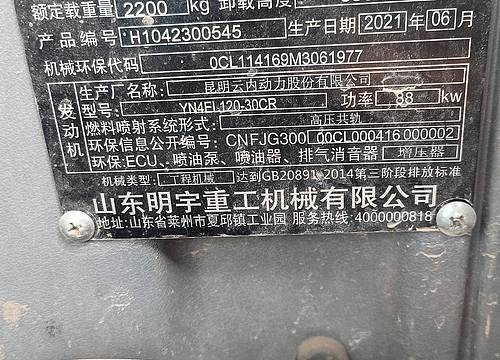 额定载重量 2200 kg 卸载高度
产品编号 H1042300545 生产日期 2021 年 06 月
机械环保代码 0CL114169M3061977
发动机
生产厂名称: 昆明云内动力股份有限公司
型号: YN4EL120-30CR 功率 88 kw
燃料喷射系统形式: 高压共轨
环保信息公开编号: CNFJG300 00CL000416 000002
环保:ECU、喷油泵、喷油器、排气消音器 增压器
机械类型: 工程机械 达到GB20891-2014第三阶段排放标准
山东明宇重工机械有限公司
地址:山东省莱州市夏邱镇工业园 服务热线:4000000818